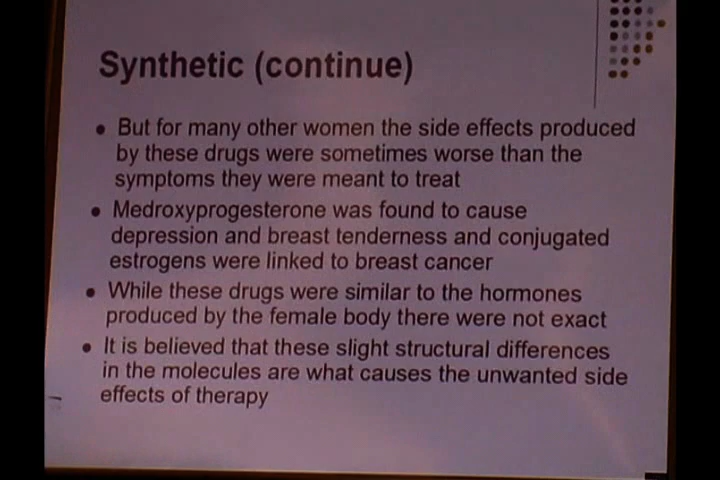 Synthetic (continue)
• But for many other women the side effects produced
by these drugs were sometimes worse than the
symptoms they were meant to treat
• Medroxyprogesterone was found to cause
depression and breast tenderness and conjugated
estrogens were linked to breast cancer
• While these drugs were similar to the hormones
produced by the female body there were not exact
• It is believed that these slight structural differences
in the molecules are what causes the unwanted side
effects of therapy